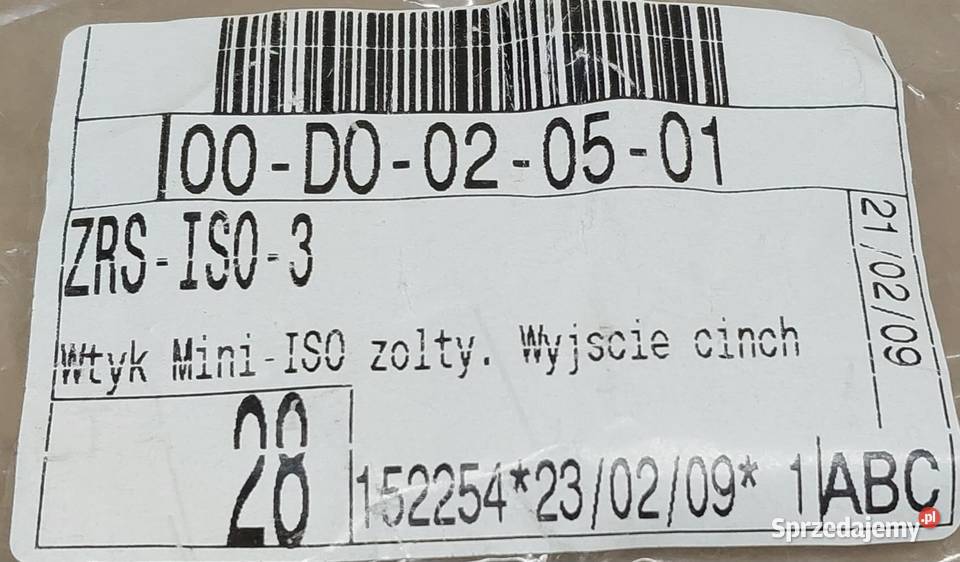 00-D0-02-05-01
ZRS-ISO-3
21/02/09
Wtyk Mini-ISO zolty. Wyjscie cinch
28
152254*23/02/09* 1
ABC
Sprzedajemy.pl